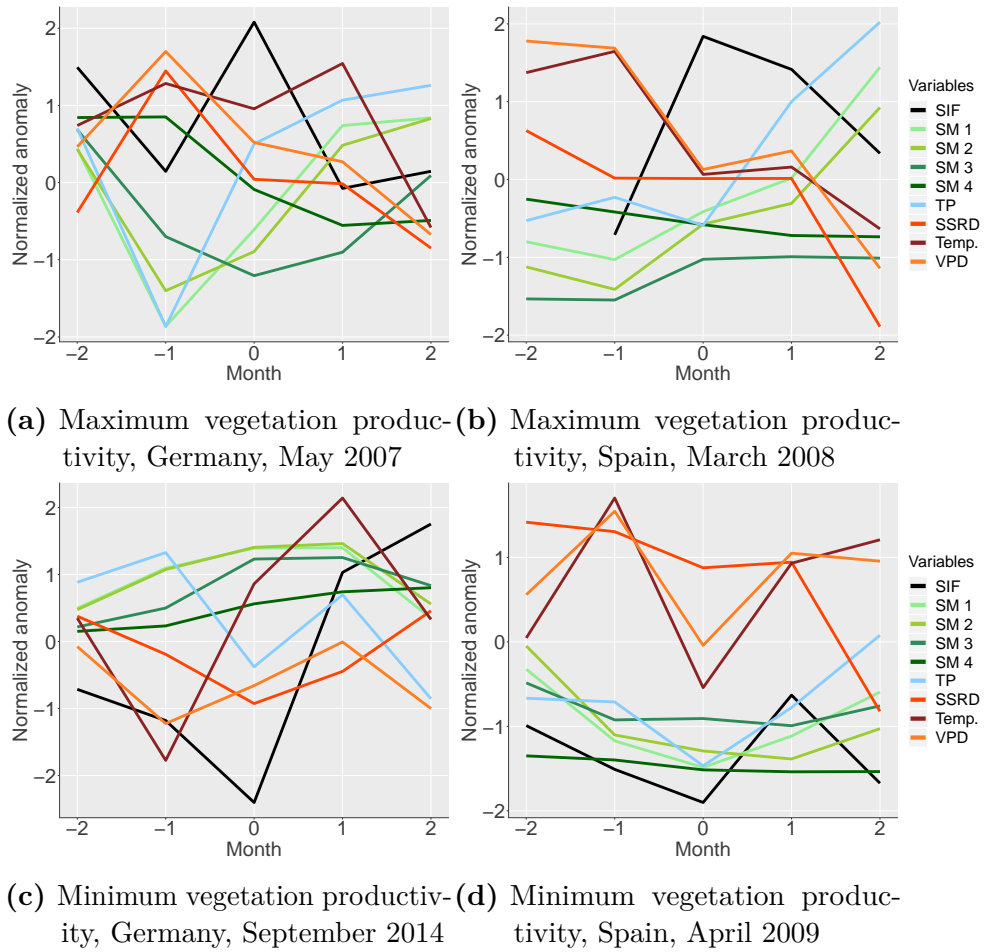 2
1
0
−1
−2
Normalized anomaly
−2 −1 0 1 2
Month
2
1
0
−1
−2
Normalized anomaly
−2 −1 0 1 2
Month
Variables
SIF
SM 1
SM 2
SM 3
SM 4
TP
SSRD
Temp.
VPD
(a) Maximum vegetation produc-
tivity, Germany, May 2007
(b) Maximum vegetation produc-
tivity, Spain, March 2008
2
1
0
−1
−2
Normalized anomaly
−2 −1 0 1 2
Month
1
0
−1
−2
Normalized anomaly
−2 −1 0 1 2
Month
Variables
SIF
SM 1
SM 2
SM 3
SM 4
TP
SSRD
Temp.
VPD
(c) Minimum vegetation productiv-
ity, Germany, September 2014
(d) Minimum vegetation produc-
tivity, Spain, April 2009